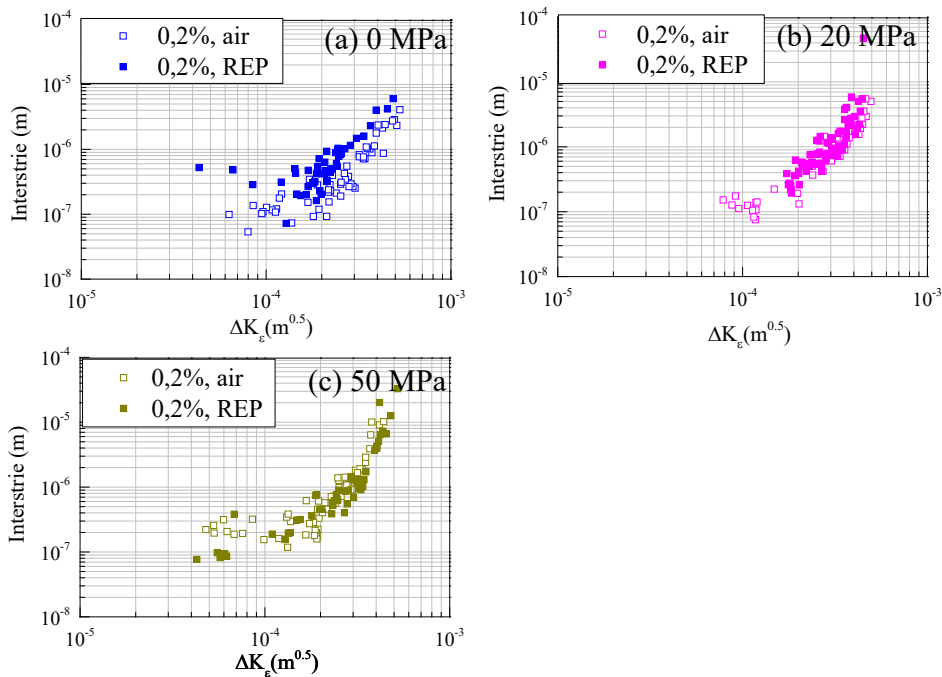 (a) 0 MPa
0,2%, air
0,2%, REP
10^-4
10^-5
10^-6
10^-7
10^-8
Interstrie (m)
10^-5
10^-4
10^-3
ΔK_ε(m^0.5)
(b) 20 MPa
0,2%, air
0,2%, REP
10^-4
10^-5
10^-6
10^-7
10^-8
Interstrie (m)
10^-5
10^-4
10^-3
ΔK_ε(m^0.5)
(c) 50 MPa
0,2%, air
0,2%, REP
10^-4
10^-5
10^-6
10^-7
10^-8
Interstrie (m)
10^-5
10^-4
10^-3
ΔK_ε(m^0.5)